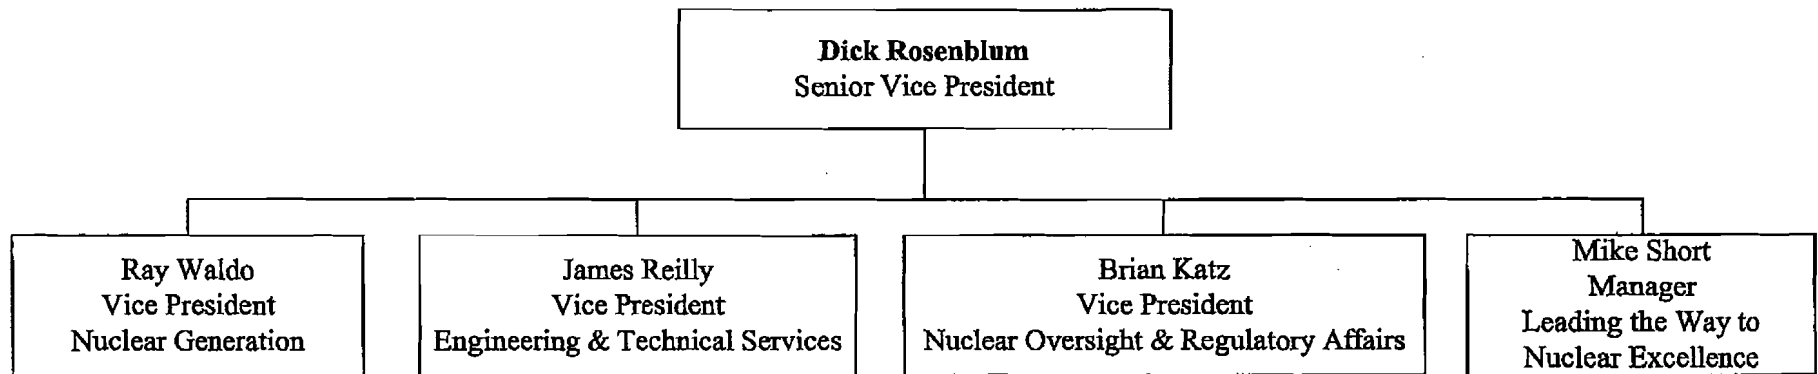 Dick Rosenblum
Senior Vice President
Ray Waldo
Vice President
Nuclear Generation
James Reilly
Vice President
Engineering & Technical Services
Brian Katz
Vice President
Nuclear Oversight & Regulatory Affairs
Mike Short
Manager
Leading the Way to
Nuclear Excellence